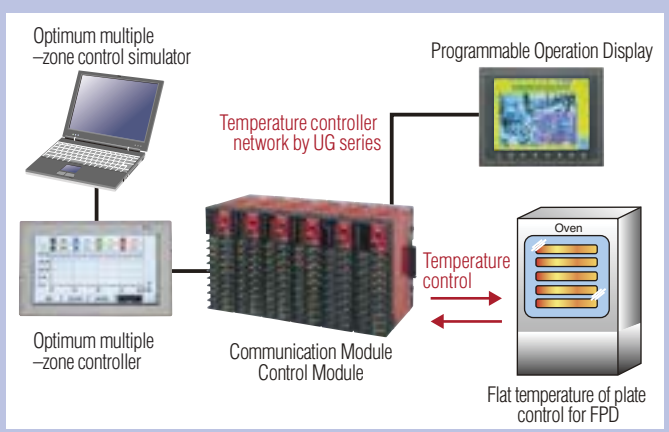 Optimum multiple
–zone control simulator
Programmable Operation Display
Temperature controller
network by UG series
Oven
Temperature
control
Optimum multiple
–zone controller
Communication Module
Control Module
Flat temperature of plate
control for FPD